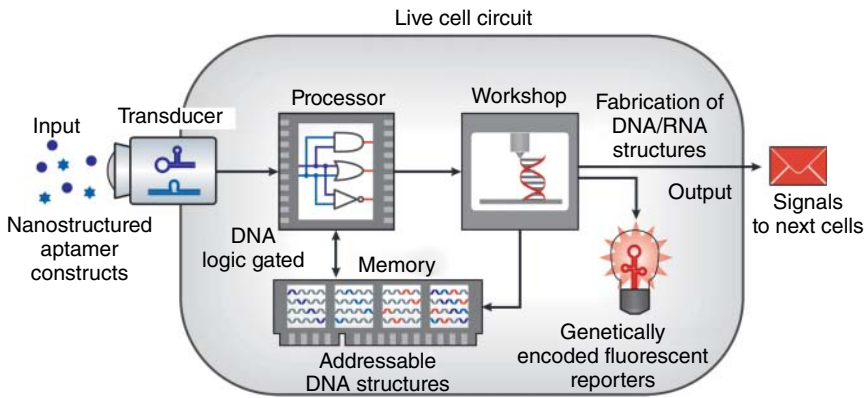 Live cell circuit
Input
Transducer
Nanostructured
aptamer
constructs
Processor
DNA
logic gated
Memory
Addressable
DNA structures
Workshop
Fabrication of
DNA/RNA
structures
Output
Signals
to next cells
Genetically
encoded fluorescent
reporters